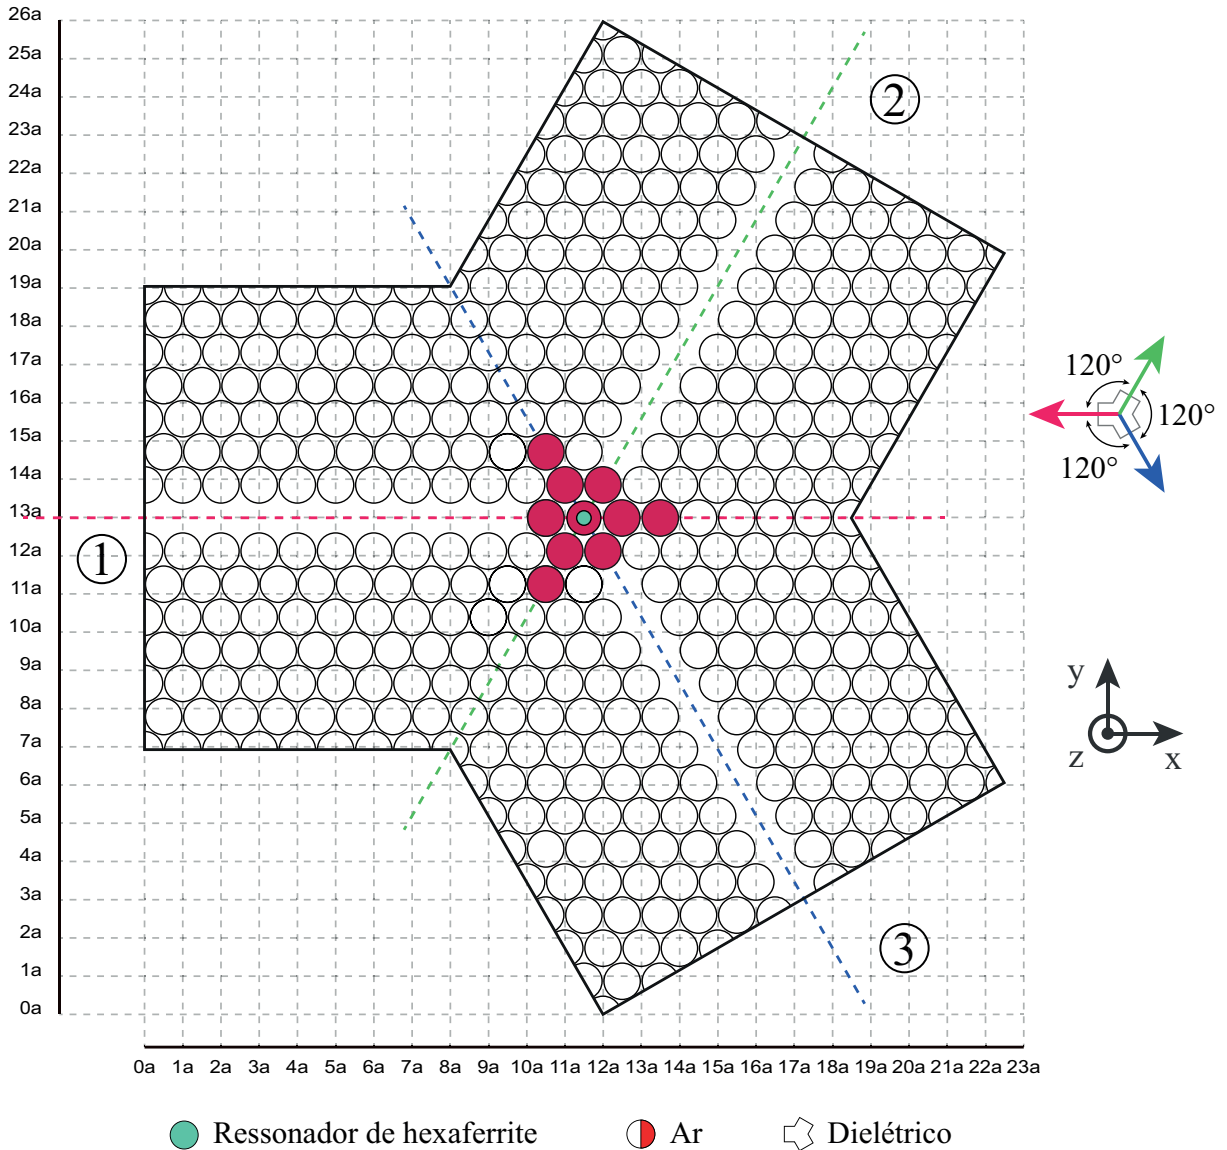 26a
25a
24a
23a
22a
21a
20a
19a
18a
17a
16a
15a
14a
13a
12a
11a
10a
9a
8a
7a
6a
5a
4a
3a
2a
1a
0a
2
1
3
120°
120°
120°
y
z
x
0a 1a 2a 3a 4a 5a 6a 7a 8a 9a 10a 11a 12a 13a 14a 15a 16a 17a 18a 19a 20a 21a 22a 23a
Ressonador de hexaferrite Ar Dielétrico